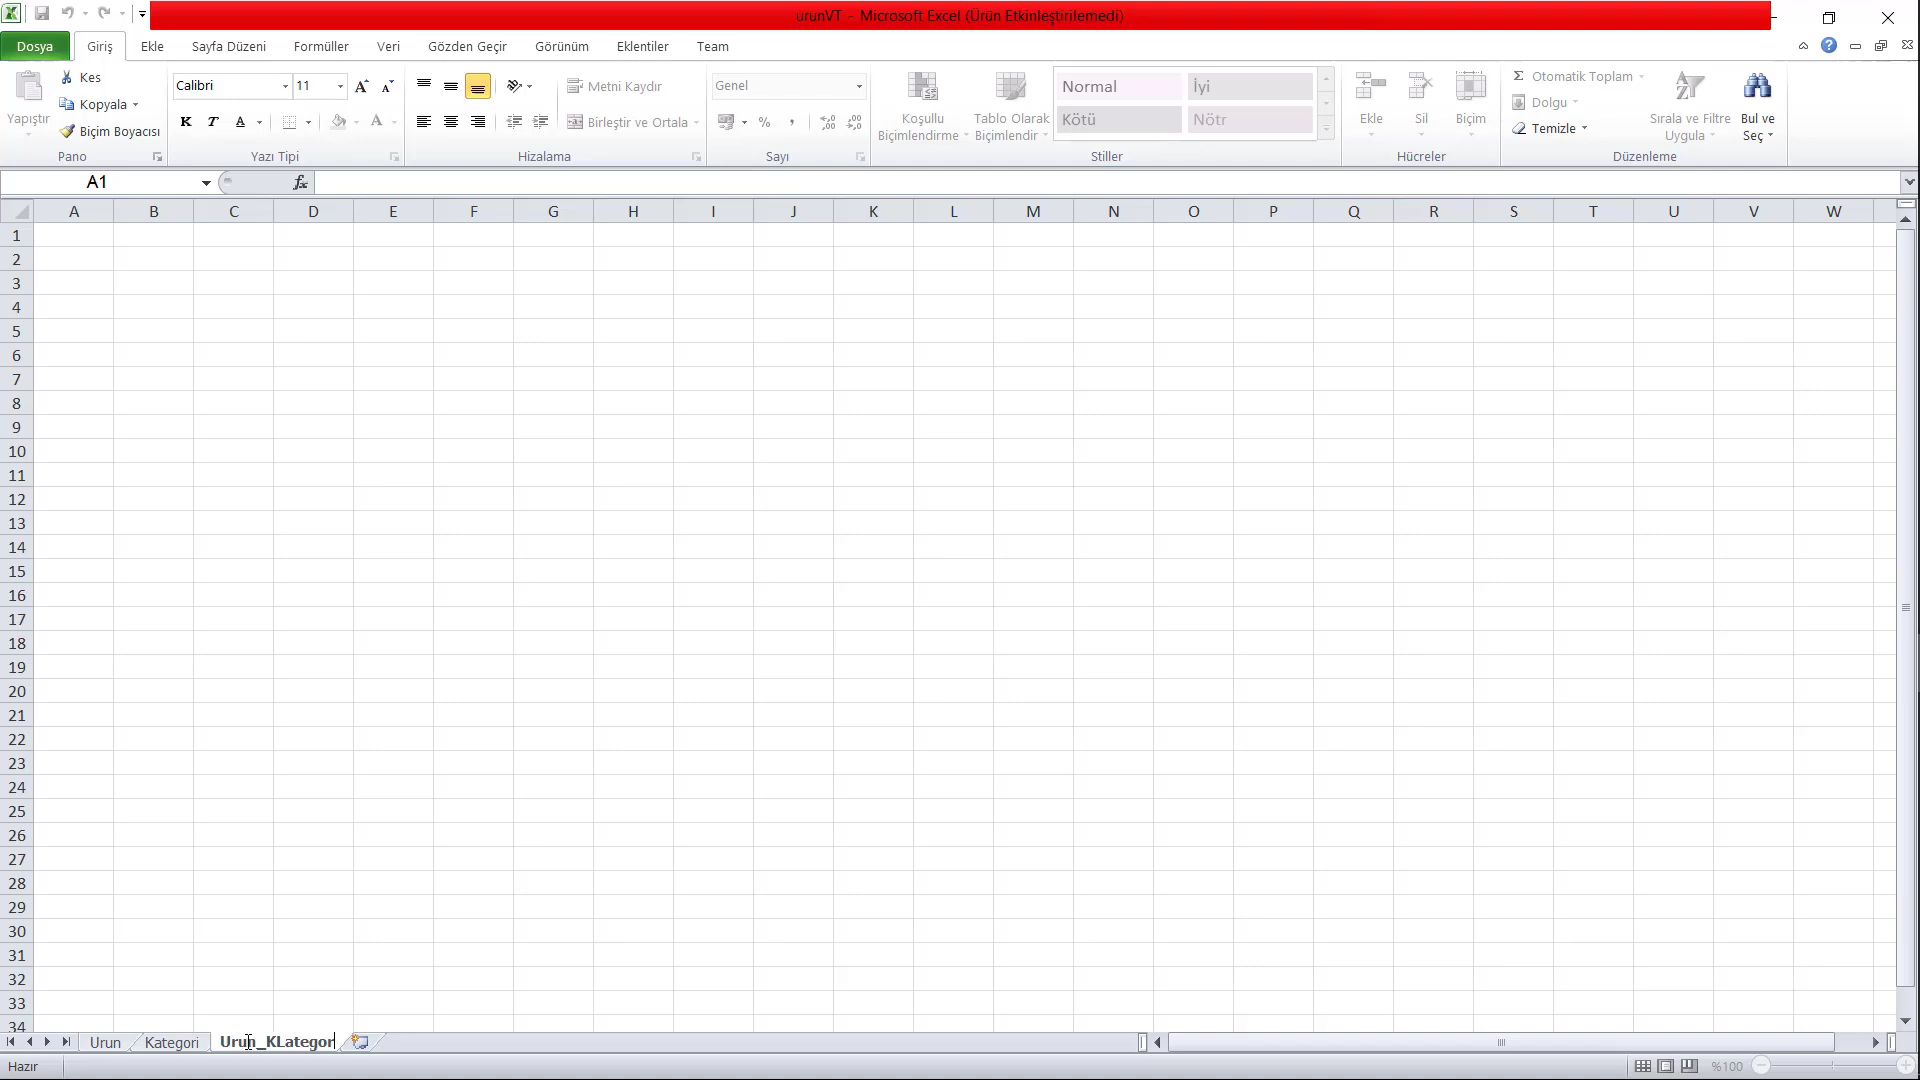 urunVT - Microsoft Excel (Ürün Etkinleştirilemedi)
Dosya Giriş Ekle Sayfa Düzeni Formüller Veri Gözden Geçir Görünüm Eklentiler Team
Yapıştır
Kes
Kopyala
Biçim Boyacısı
Pano
Calibri 11
K T A A
Yazı Tipi
Metni Kaydır
Birleştir ve Ortala
Hizalama
Genel
% ,
Sayı
Koşullu
Biçimlendirme
Tablo Olarak
Biçimlendir
Normal İyi
Kötü Nötr
Stiller
Ekle Sil Biçim
Hücreler
Σ Otomatik Toplam
Dolgu
Temizle
Sırala ve Filtre
Uygula
Bul ve
Seç
Düzenleme
A1 fx
A B C D E F G H I J K L M N O P Q R S T U V W
1
2
3
4
5
6
7
8
9
10
11
12
13
14
15
16
17
18
19
20
21
22
23
24
25
26
27
28
29
30
31
32
33
34
Urun Kategori Urun_KLategor
Hazır %100